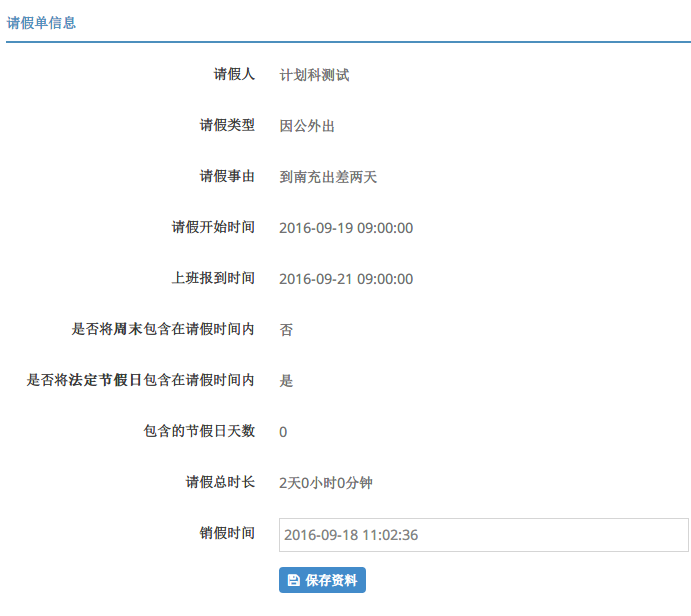 请假单信息
请假人 计划科测试
请假类型 因公外出
请假事由 到南充出差两天
请假开始时间 2016-09-19 09:00:00
上班报到时间 2016-09-21 09:00:00
是否将周末包含在请假时间内 否
是否将法定节假日包含在请假时间内 是
包含的节假日天数 0
请假总时长 2天0小时0分钟
销假时间 2016-09-18 11:02:36
保存资料